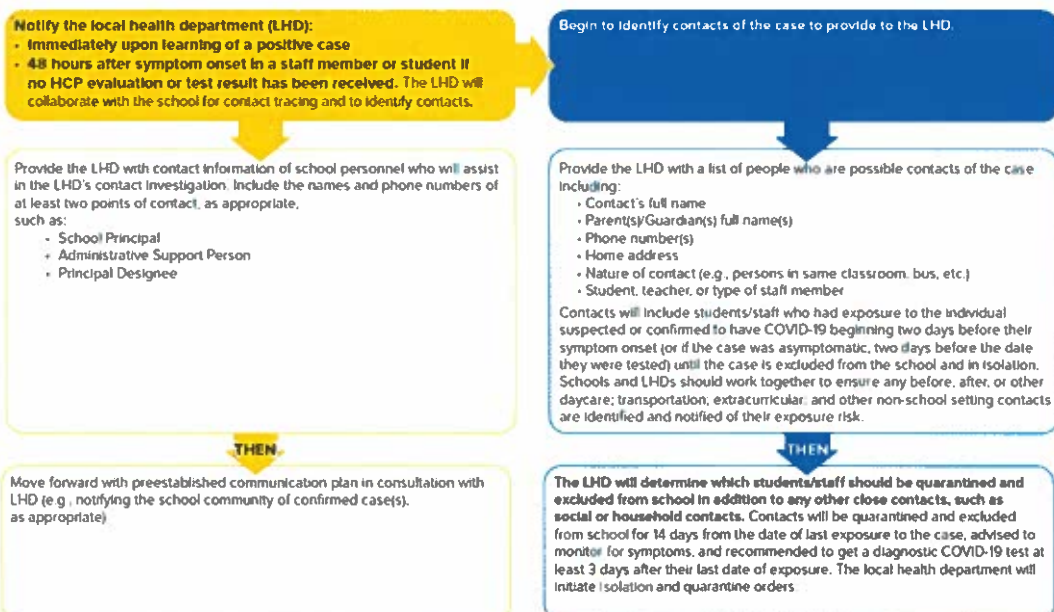 Notify the local health department (LHD):
• Immediately upon learning of a positive case
• 48 hours after symptom onset in a staff member or student if
no HCP evaluation or test result has been received. The LHD will
collaborate with the school for contact tracing and to identify contacts.
Begin to identify contacts of the case to provide to the LHD.
Provide the LHD with contact information of school personnel who will assist
in the LHD's contact investigation. Include the names and phone numbers of
at least two points of contact, as appropriate,
such as:
• School Principal
• Administrative Support Person
• Principal Designee
Provide the LHD with a list of people who are possible contacts of the case
including:
• Contact's full name
• Parent(s)/Guardian(s) full name(s)
• Phone number(s)
• Home address
• Nature of contact (e.g., persons in same classroom, bus, etc.)
• Student, teacher, or type of staff member
Contacts will include students/staff who had exposure to the individual
suspected or confirmed to have COVID-19 beginning two days before their
symptom onset (or if the case was asymptomatic, two days before the date
they were tested) until the case is excluded from the school and in isolation.
Schools and LHDs should work together to ensure any before, after, or other
daycare; transportation; extracurricular; and other non-school setting contacts
are identified and notified of their exposure risk.
THEN
THEN
Move forward with preestablished communication plan in consultation with
LHD (e.g., notifying the school community of confirmed case(s),
as appropriate)
The LHD will determine which students/staff should be quarantined and
excluded from school in addition to any other close contacts, such as
social or household contacts. Contacts will be quarantined and excluded
from school for 14 days from the date of last exposure to the case, advised to
monitor for symptoms, and recommended to get a diagnostic COVID-19 test at
least 3 days after their last date of exposure. The local health department will
initiate isolation and quarantine orders